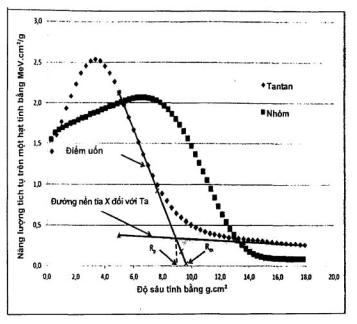 Năng lượng tích tụ trên một hạt tính bằng MeV.cm²/g
3,0
2,5
2,0
1,5
1,0
0,5
0,0
Tantan
Nhôm
Điểm uốn
Đường nền tia X đối với Ta
0,0 2,0 4,0 6,0 8,0 10,0 12,0 14,0 16,0 18,0
Độ sâu tính bằng g.cm²